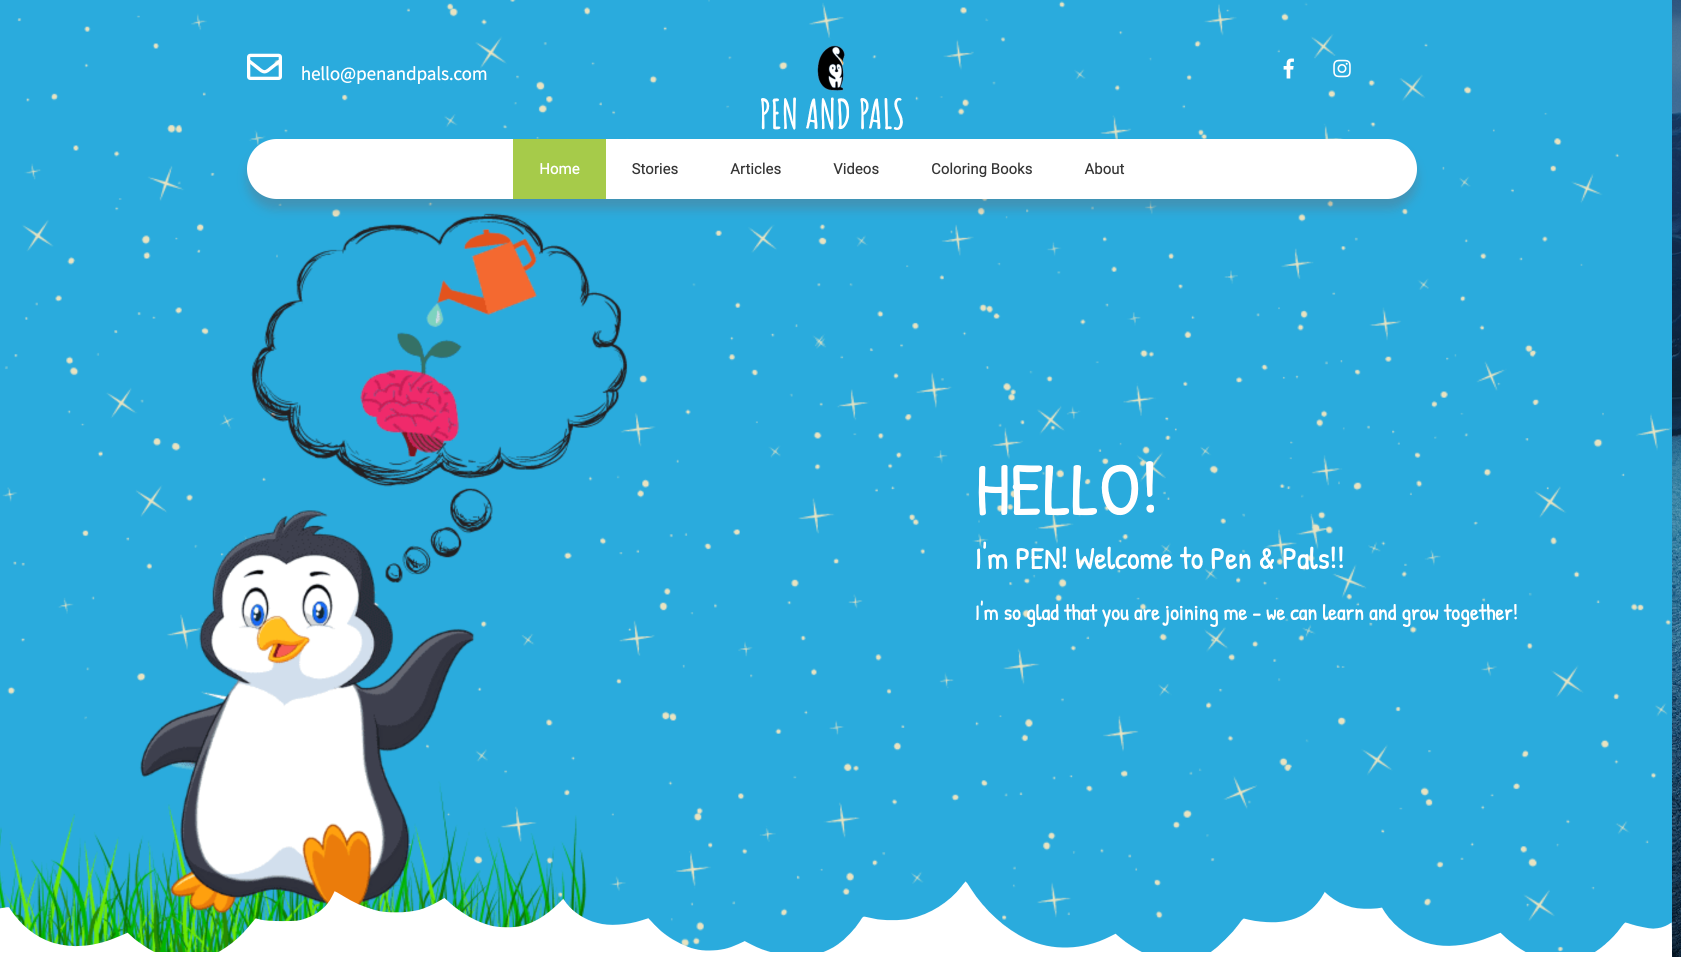 hello@penandpals.com
PEN AND PALS
Home Stories Articles Videos Coloring Books About
HELLO!
I'm PEN! Welcome to Pen & Pals!!
I'm so glad that you are joining me - we can learn and grow together!